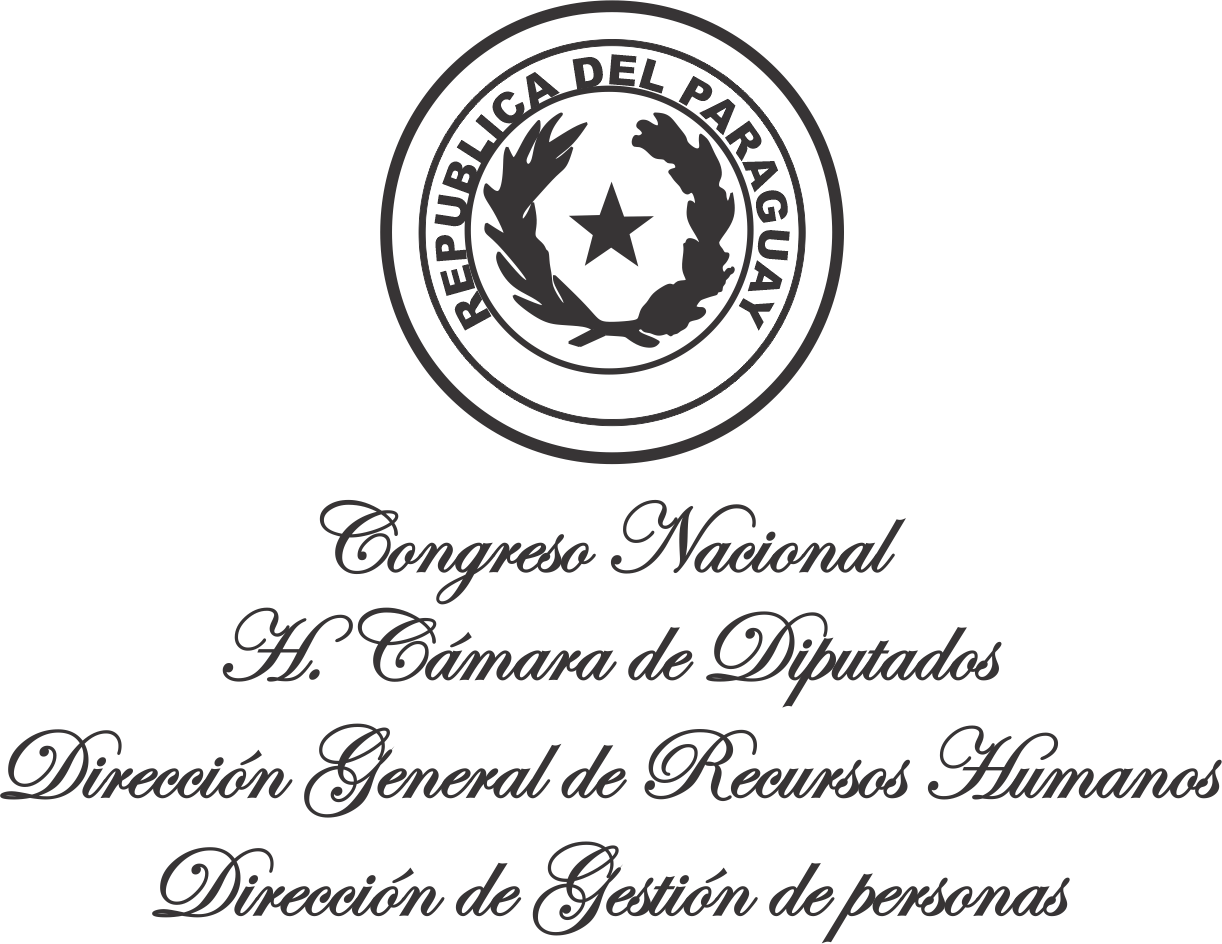 REPUBLICA DEL PARAGUAY
Congreso Nacional
H. Cámara de Diputados
Dirección General de Recursos Humanos
Dirección de Gestión de personas